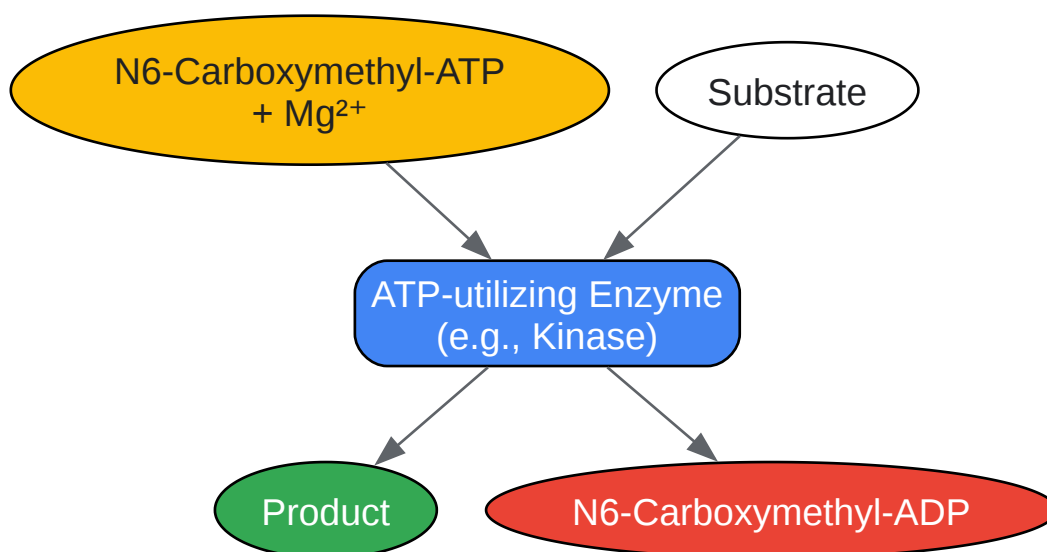 N6-Carboxymethyl-ATP
+ Mg²⁺
Substrate
ATP-utilizing Enzyme
(e.g., Kinase)
Product
N6-Carboxymethyl-ADP